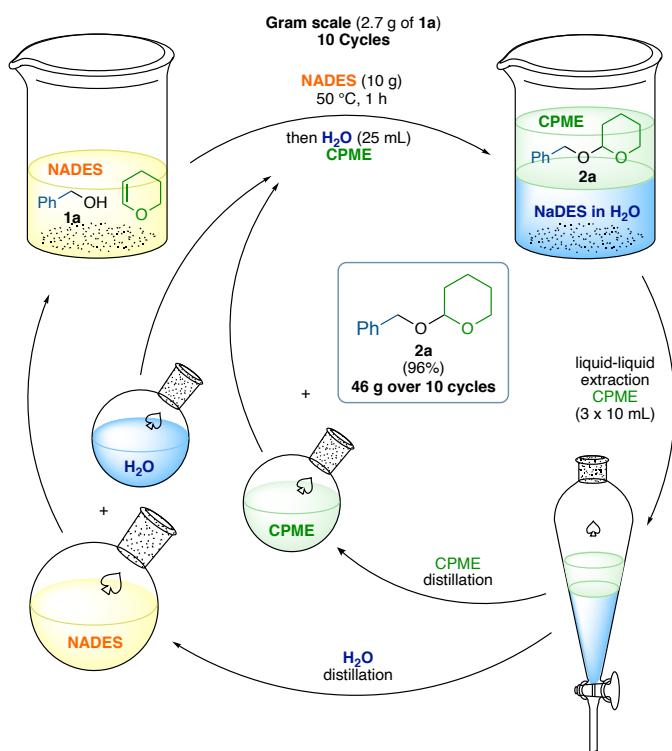 Gram scale (2.7 g of 1a)
10 Cycles
NADES (10 g)
50 °C, 1 h
then H₂O (25 mL)
CPME
NADES
Ph
OH
1a
O
CPME
Ph
O
O
2a
NaDES in H₂O
Ph
O
O
2a
(96%)
46 g over 10 cycles
liquid-liquid
extraction
CPME
(3 x 10 mL)
+
H₂O
CPME
+
NADES
CPME
distillation
H₂O
distillation